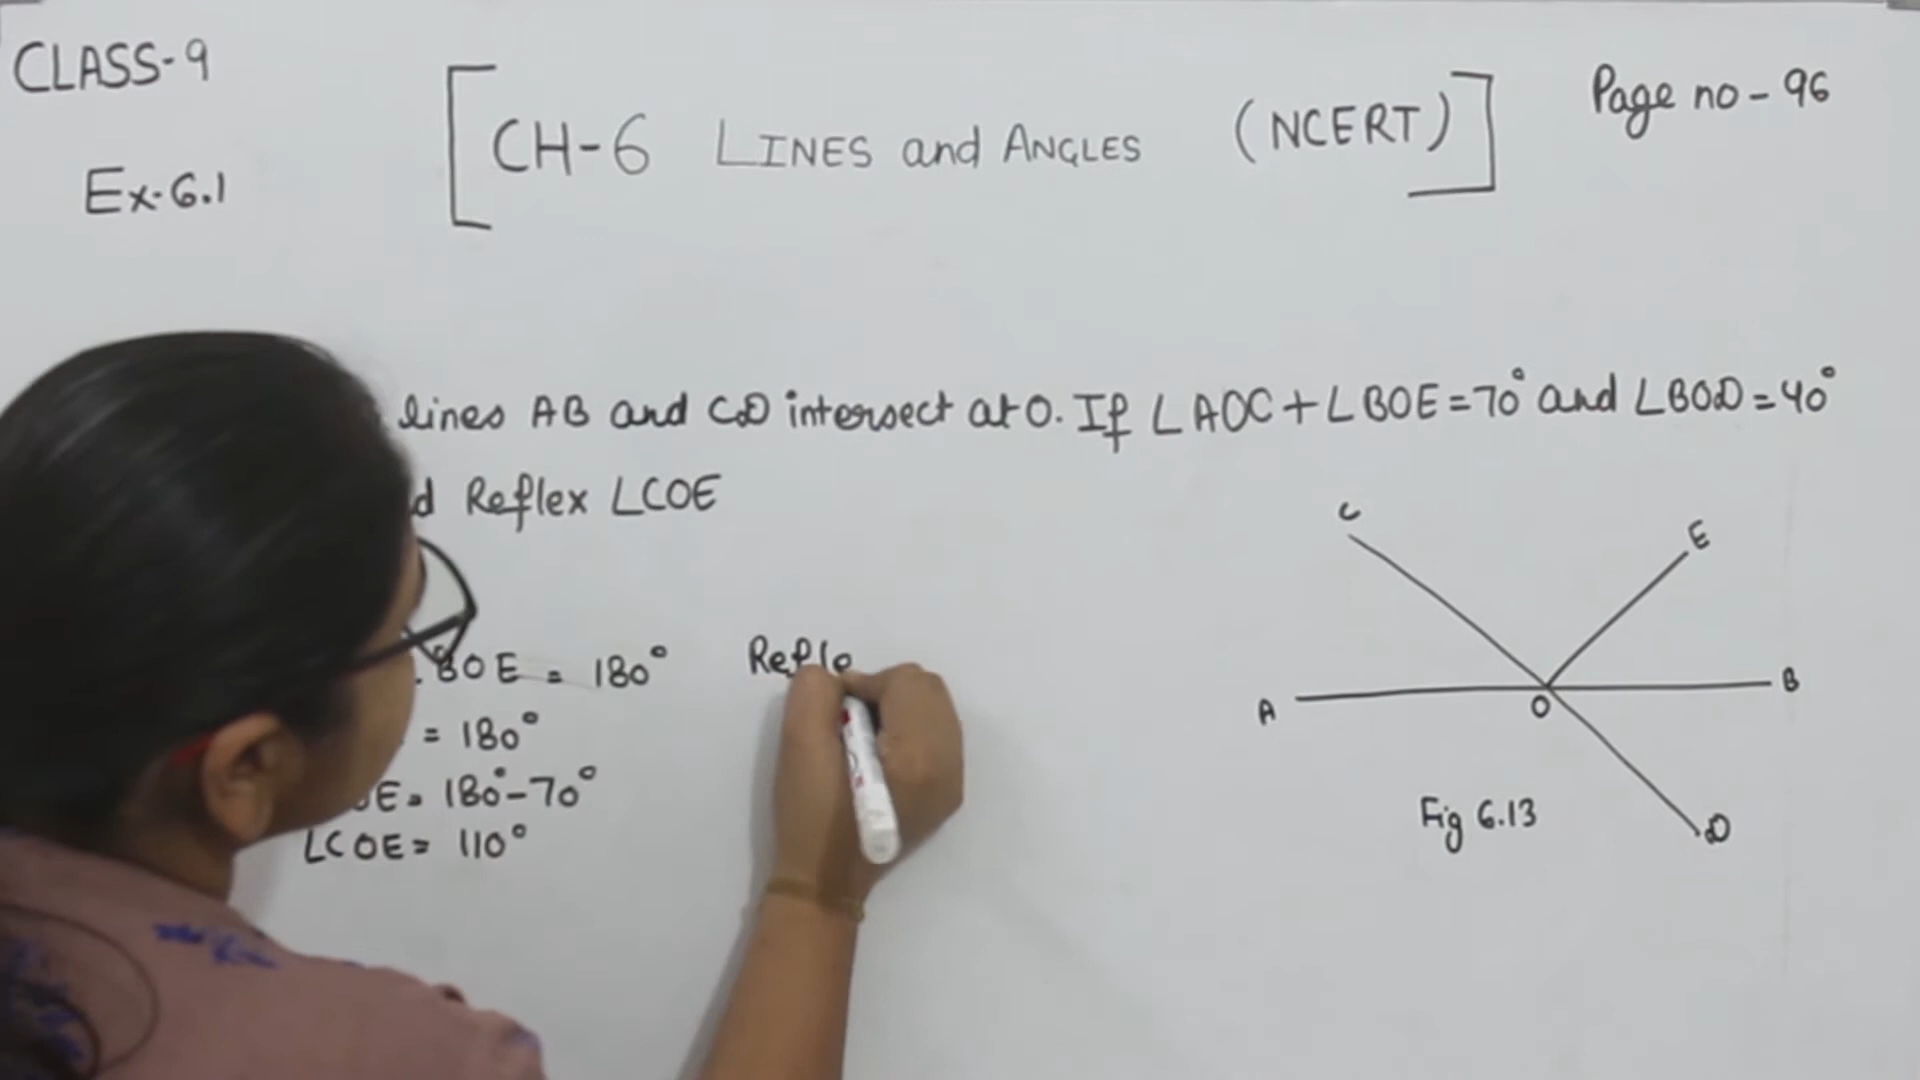 CLASS-9
Ex-6.1
CH-6 LINES and ANGLES (NCERT)
Page no - 96
lines AB and CD intersect at O. If ∠AOC + ∠BOE = 70° and ∠BOD = 40°
d Reflex ∠COE
BOE = 180°
= 180°
OE = 180° - 70°
∠COE = 110°
Refle
C
E
A
O
B
D
Fig 6.13